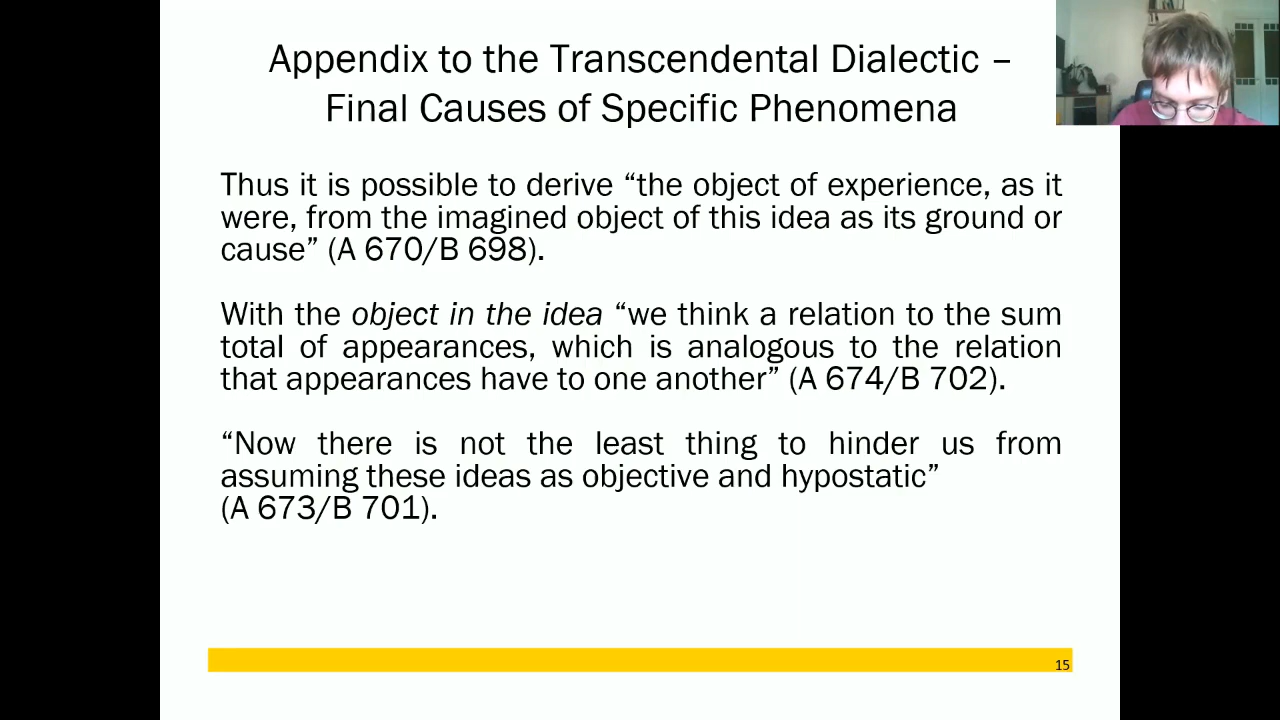 Appendix to the Transcendental Dialectic –
Final Causes of Specific Phenomena
Thus it is possible to derive “the object of experience, as it
were, from the imagined object of this idea as its ground or
cause” (A 670/B 698).
With the object in the idea “we think a relation to the sum
total of appearances, which is analogous to the relation
that appearances have to one another” (A 674/B 702).
“Now there is not the least thing to hinder us from
assuming these ideas as objective and hypostatic”
(A 673/B 701).
15